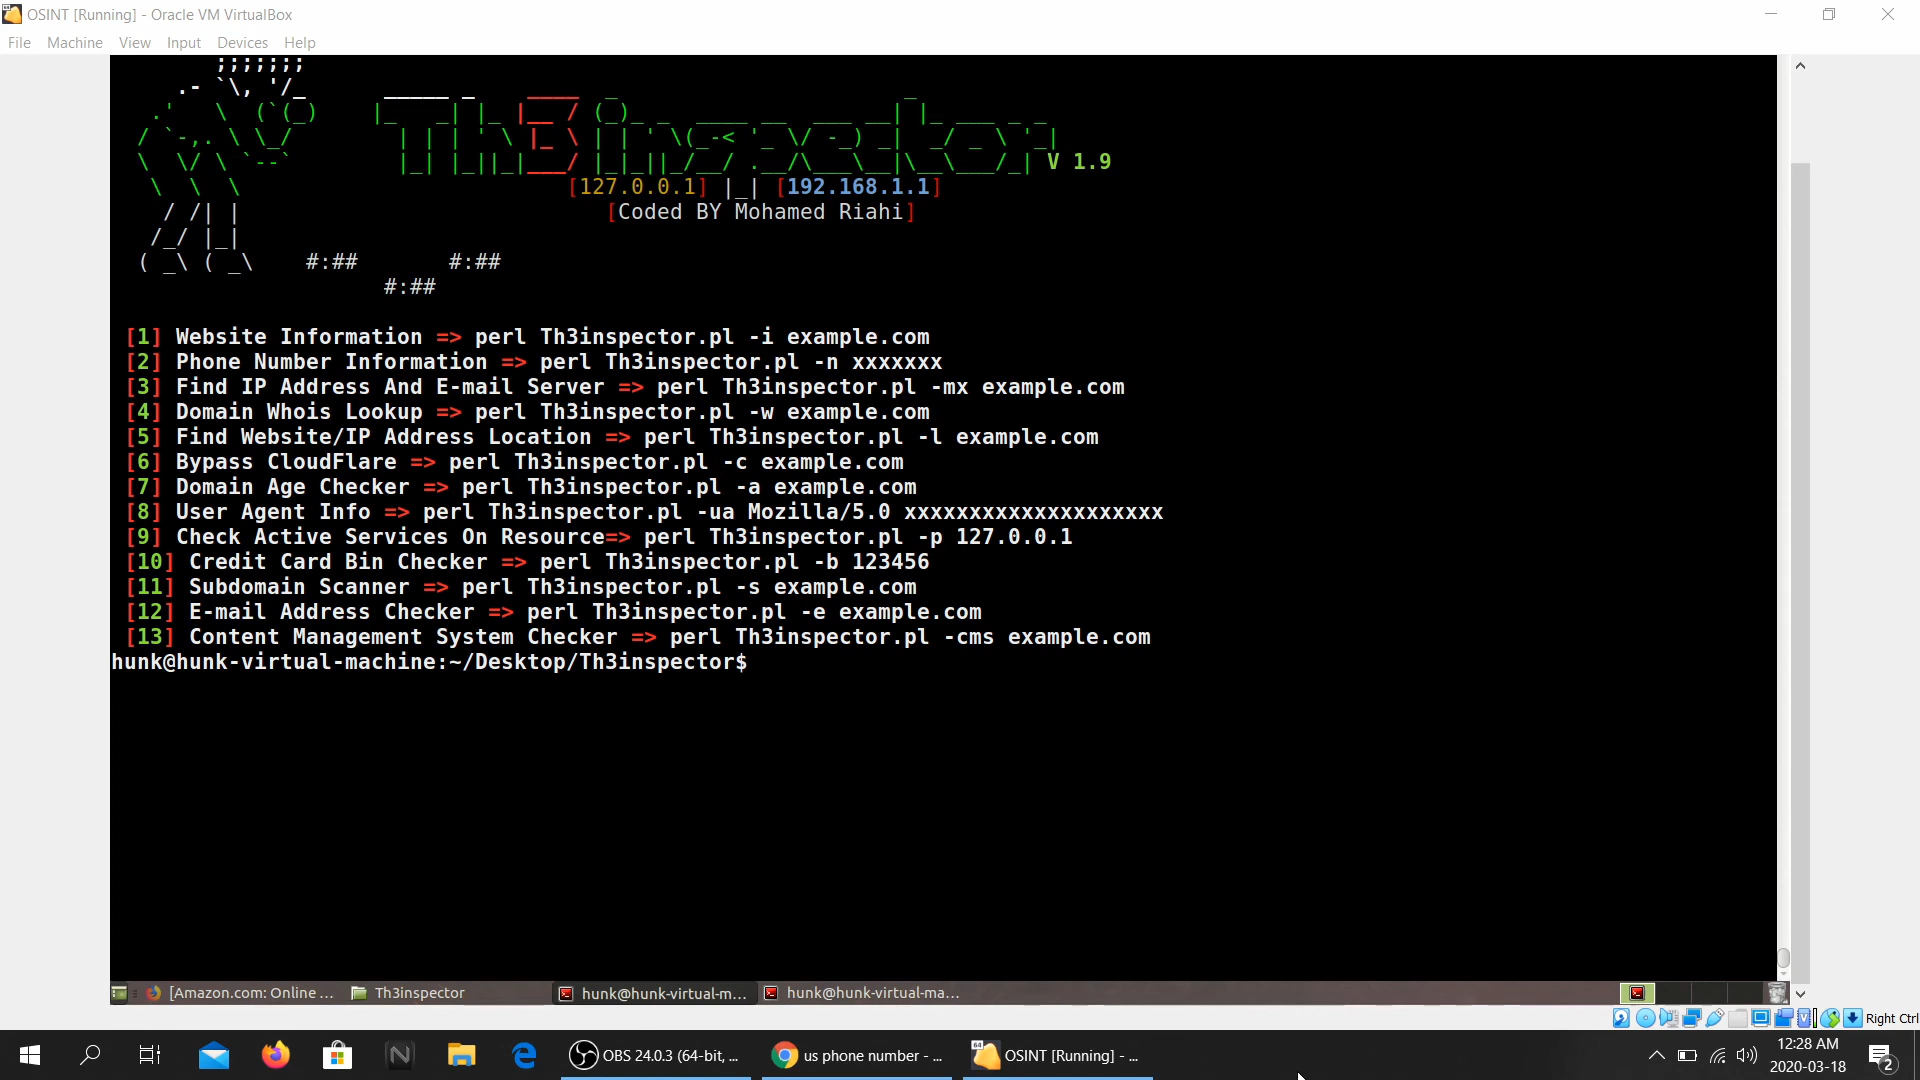 OSINT [Running] - Oracle VM VirtualBox
File Machine View Input Devices Help
Th3inspector V 1.9
[127.0.0.1] |_| [192.168.1.1]
[Coded BY Mohamed Riahi]
#:## #:##
#:##
[1] Website Information => perl Th3inspector.pl -i example.com
[2] Phone Number Information => perl Th3inspector.pl -n xxxxxxx
[3] Find IP Address And E-mail Server => perl Th3inspector.pl -mx example.com
[4] Domain Whois Lookup => perl Th3inspector.pl -w example.com
[5] Find Website/IP Address Location => perl Th3inspector.pl -l example.com
[6] Bypass CloudFlare => perl Th3inspector.pl -c example.com
[7] Domain Age Checker => perl Th3inspector.pl -a example.com
[8] User Agent Info => perl Th3inspector.pl -ua Mozilla/5.0 xxxxxxxxxxxxxxxxxxxx
[9] Check Active Services On Resource=> perl Th3inspector.pl -p 127.0.0.1
[10] Credit Card Bin Checker => perl Th3inspector.pl -b 123456
[11] Subdomain Scanner => perl Th3inspector.pl -s example.com
[12] E-mail Address Checker => perl Th3inspector.pl -e example.com
[13] Content Management System Checker => perl Th3inspector.pl -cms example.com
hunk@hunk-virtual-machine:~/Desktop/Th3inspector$
[Amazon.com: Online ... Th3inspector hunk@hunk-virtual-m... hunk@hunk-virtual-ma...
Right Ctrl
OBS 24.0.3 (64-bit, ... us phone number - ... OSINT [Running] - ... 12:28 AM
2020-03-18 2